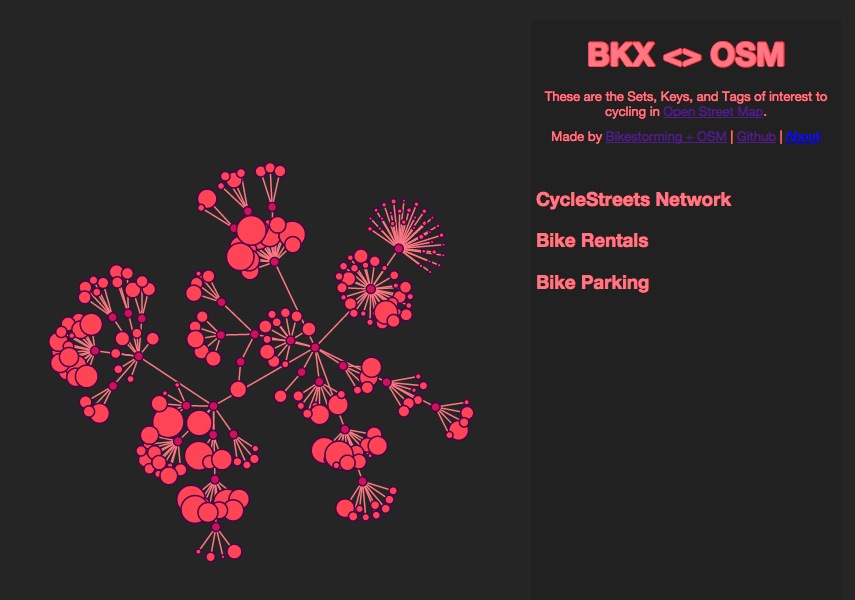 BKX <> OSM
These are the Sets, Keys, and Tags of interest to
cycling in Open Street Map.
Made by Bikestorming + OSM | Github | About
CycleStreets Network
Bike Rentals
Bike Parking